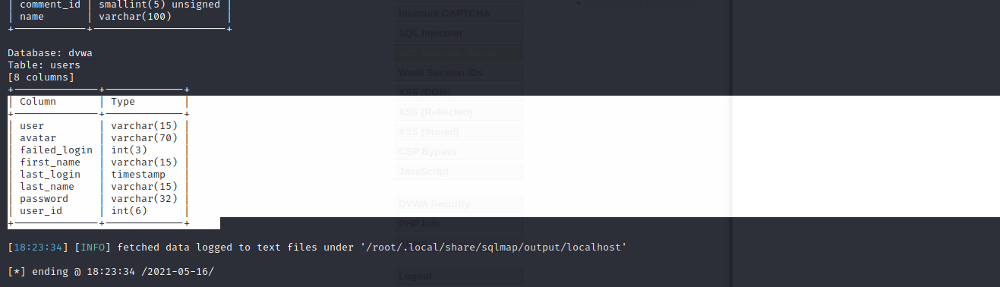 | comment_id | smallint(5) unsigned |
| name | varchar(100) |
+------------+----------------------+
Database: dvwa
Table: users
[8 columns]
+--------------+-------------+
| Column | Type |
+--------------+-------------+
| user | varchar(15) |
| avatar | varchar(70) |
| failed_login | int(3) |
| first_name | varchar(15) |
| last_login | timestamp |
| last_name | varchar(15) |
| password | varchar(32) |
| user_id | int(6) |
+--------------+-------------+
[18:23:34] [INFO] fetched data logged to text files under '/root/.local/share/sqlmap/output/localhost'
[*] ending @ 18:23:34 /2021-05-16/
Insecure CAPTCHA
SQL Injection
SQL Injection (Blind)
Weak Session IDs
XSS (DOM)
XSS (Reflected)
XSS (Stored)
CSP Bypass
JavaScript
DVWA Security
PHP Info
Logout